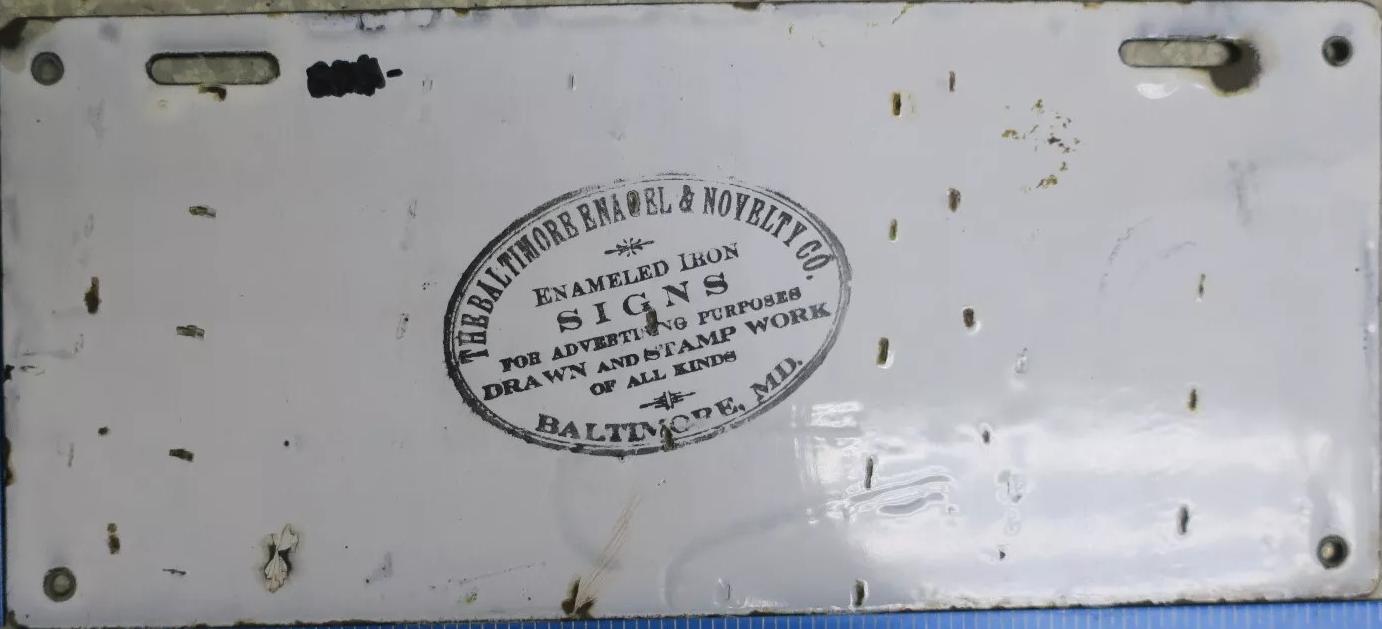 THE BALTIMORE ENAMEL & NOVELTY CO.
ENAMELED IRON
SIGNS
FOR ADVERTISING PURPOSES
DRAWN AND STAMP WORK
OF ALL KINDS
BALTIMORE, MD.